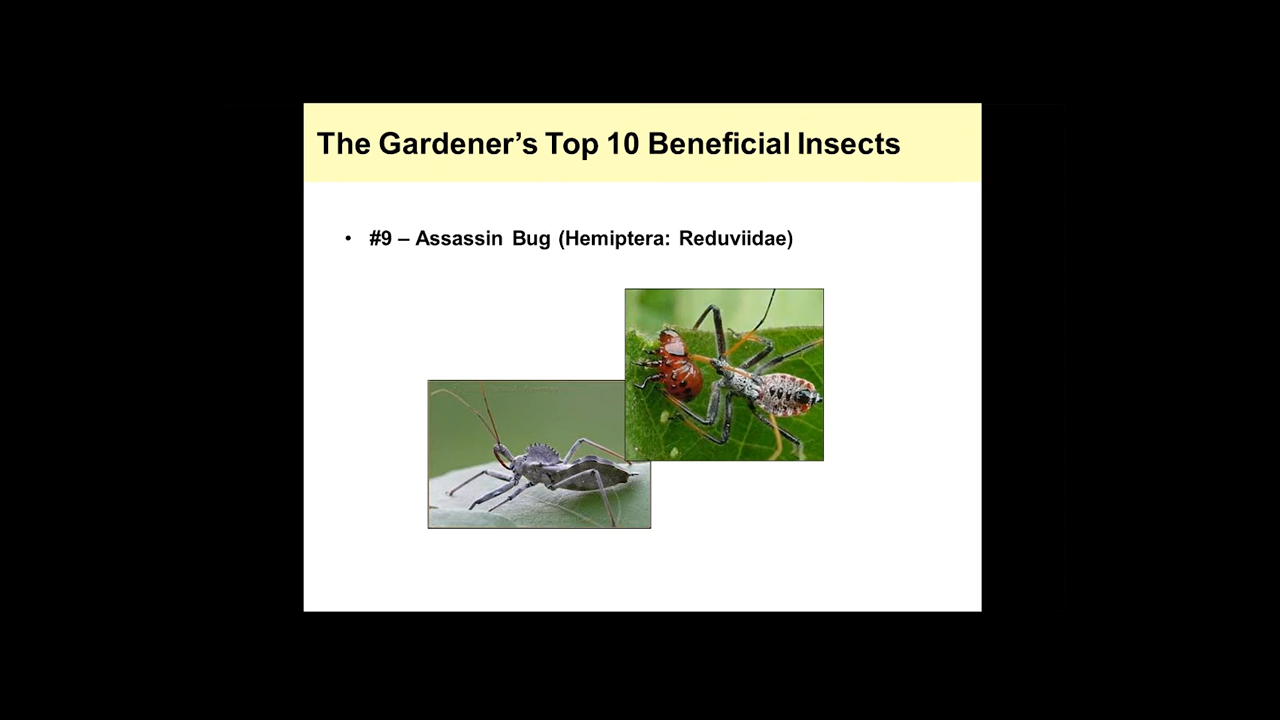 The Gardener’s Top 10 Beneficial Insects
• #9 – Assassin Bug (Hemiptera: Reduviidae)